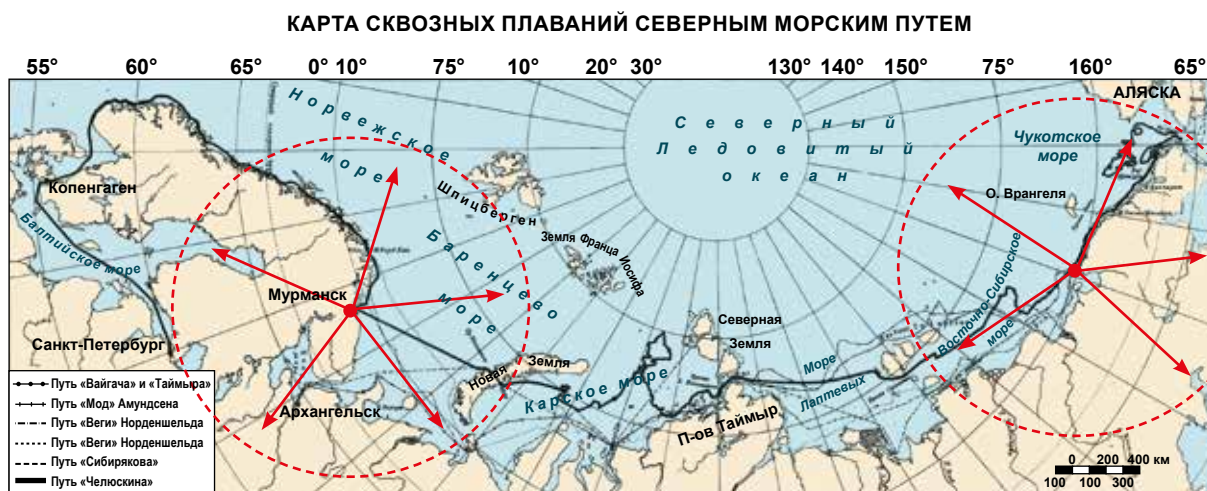 КАРТА СКВОЗНЫХ ПЛАВАНИЙ СЕВЕРНЫМ МОРСКИМ ПУТЕМ
55° 60° 65° 0° 10° 75° 10° 20° 30° 130° 140° 150° 75° 160° 65°
АЛЯСКА
Норвежское
море
Северный
Ледовитый
океан
Чукотское
море
Копенгаген
Шпицберген
О. Врангеля
Балтийское море
Земля Франца Иосифа
Баренцево
море
Восточно-Сибирское
море
Мурманск
Санкт-Петербург
Северная
Земля
Новая Земля
Море
Лаптевых
Карское море
Архангельск
П-ов Таймыр
Путь «Вайгача» и «Таймыра»
Путь «Мод» Амундсена
Путь «Веги» Норденшельда
Путь «Веги» Норденшельда
Путь «Сибирякова»
Путь «Челюскина»
0 200 400 км
100 100 300